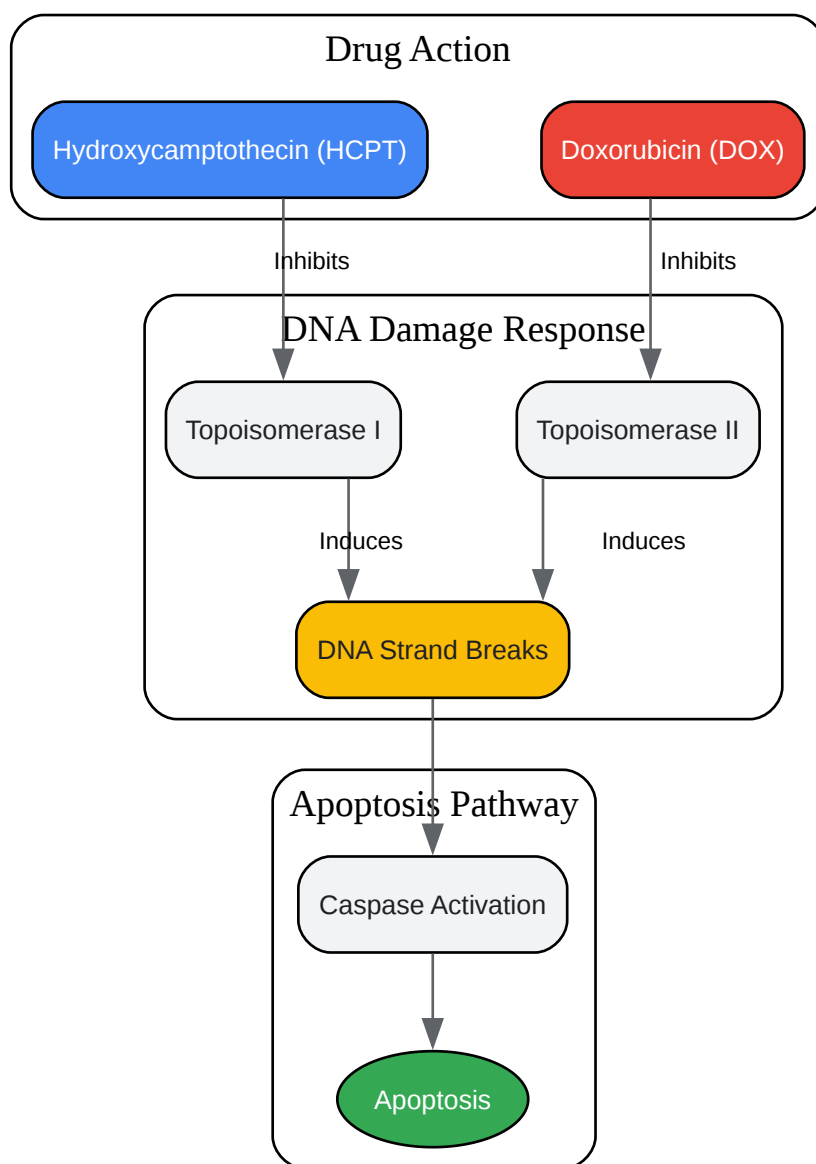 Drug Action
Hydroxycamptothecin (HCPT)
Doxorubicin (DOX)
Inhibits
Inhibits
DNA Damage Response
Topoisomerase I
Topoisomerase II
Induces
Induces
DNA Strand Breaks
Apoptosis Pathway
Caspase Activation
Apoptosis